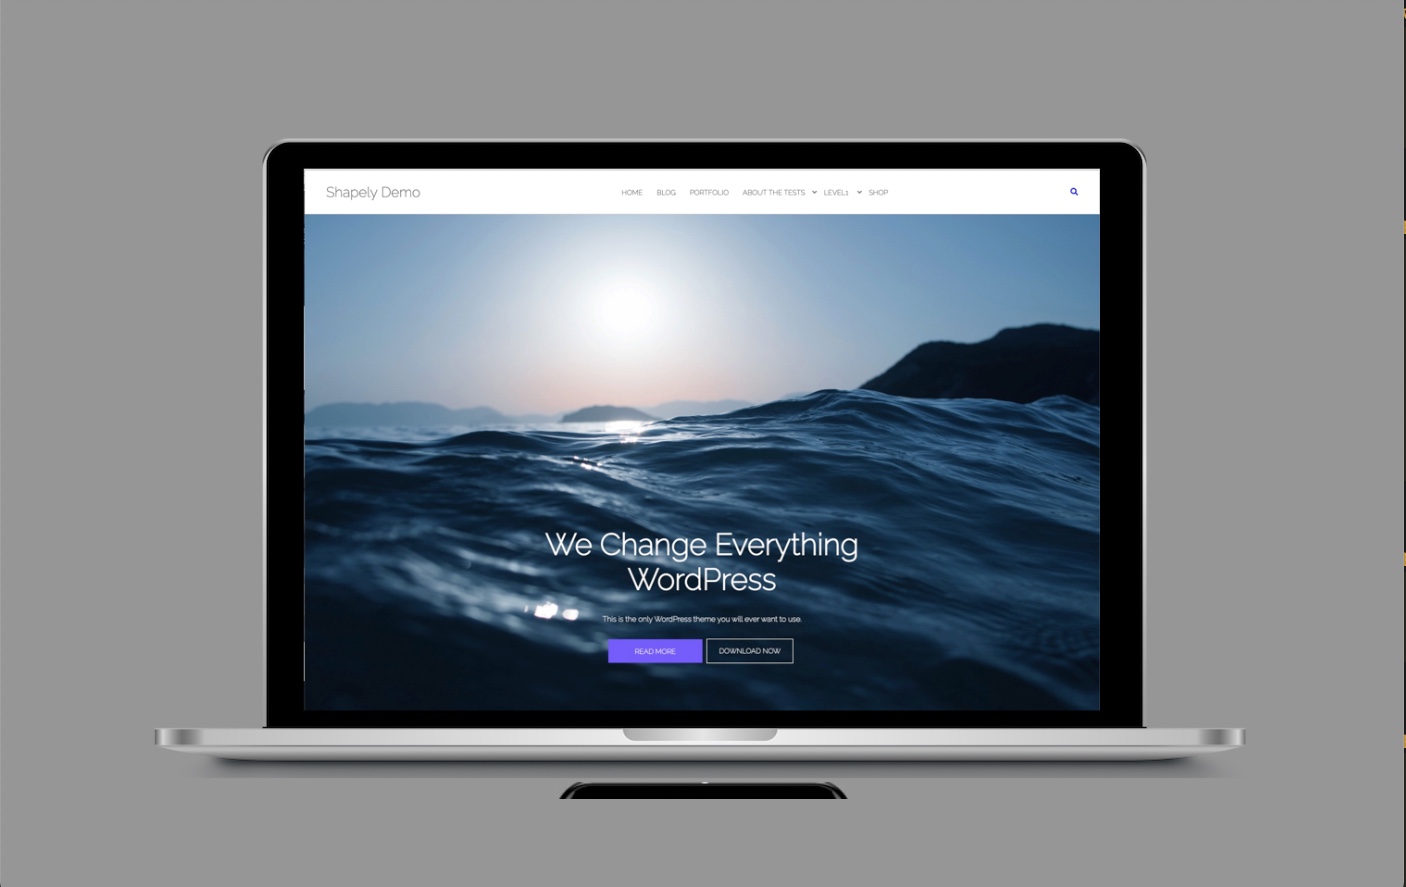 Shapely Demo
HOME BLOG PORTFOLIO ABOUT THE TESTS LEVEL1 SHOP
We Change Everything
WordPress
This is the only WordPress theme you will ever want to use.
READ MORE DOWNLOAD NOW